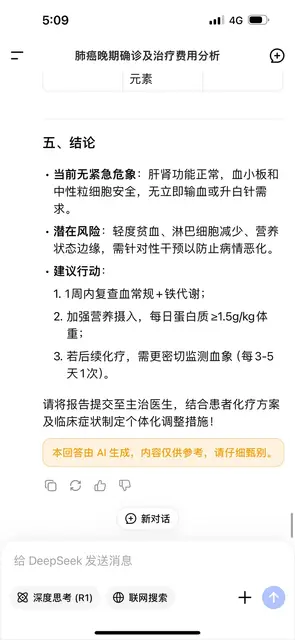 5:09
4G
肺癌晚期确诊及治疗费用分析
元素
五、结论
• 当前无紧急危象：肝肾功能正常，血小板和
中性粒细胞安全，无立即输血或升白针需
求。
• 潜在风险：轻度贫血、淋巴细胞减少、营养
状态边缘，需针对性干预以防止病情恶化。
• 建议行动：
1. 1周内复查血常规+铁代谢；
2. 加强营养摄入，每日蛋白质≥1.5g/kg体
重；
3. 若后续化疗，需更密切监测血象（每3-5
天1次）。
请将报告提交至主治医生，结合患者化疗方案
及临床症状制定个体化调整措施！
本回答由 AI 生成，内容仅供参考，请仔细甄别。
新对话
给 DeepSeek 发送消息
深度思考 (R1)
联网搜索